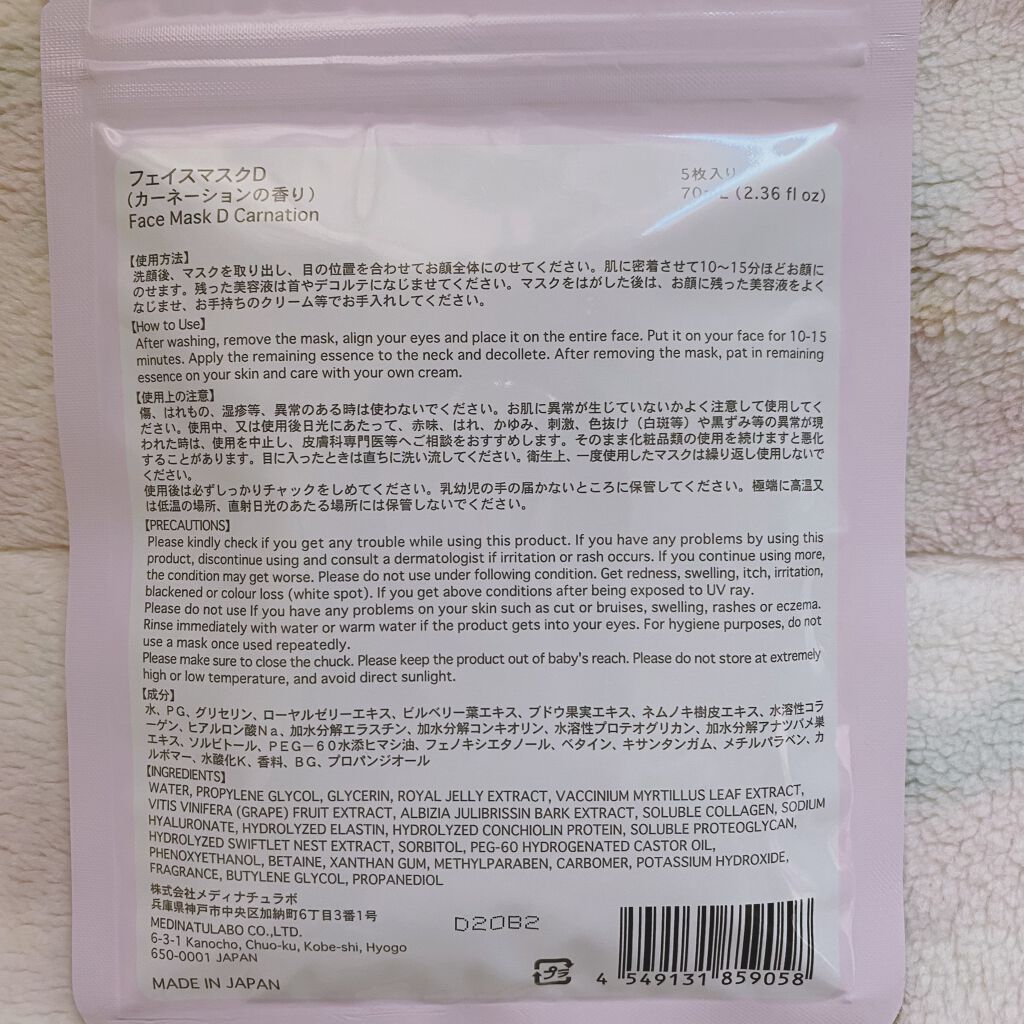 フェイスマスクD
(カーネーションの香り)
Face Mask D Carnation
5枚入り
(2.36 fl oz)
【使用方法】
洗顔後、マスクを取り出し、目の位置を合わせてお顔全体にのせてください。肌に密着させて10〜15分ほどお顔に
のせます。残った美容液は首やデコルテになじませてください。マスクをはがした後は、お顔に残った美容液をよく
なじませ、お手持ちのクリーム等でお手入れしてください。
【How to Use】
After washing, remove the mask, align your eyes and place it on the entire face. Put it on your face for 10-15
minutes. Apply the remaining essence to the neck and decollete. After removing the mask, pat in remaining
essence on your skin and care with your own cream.
【使用上の注意】
傷、はれもの、湿疹等、異常のある時は使わないでください。お肌に異常が生じていないかよく注意して使用してく
ださい。使用中、又は使用後日光にあたって、赤味、はれ、かゆみ、刺激、色抜け（白斑等）や黒ずみ等の異常が現
われた時は、使用を中止し、皮膚科専門医等へご相談をおすすめします。そのまま化粧品類の使用を続けますと悪化
することがあります。目に入ったときは直ちに洗い流してください。衛生上、一度使用したマスクは繰り返し使用しないで
ください。
使用後は必ずしっかりチャックをしめてください。乳幼児の手の届かないところに保管してください。極端に高温又
は低温の場所、直射日光のあたる場所には保管しないでください。
【PRECAUTIONS】
Please kindly check if you get any trouble while using this product. If you have any problems by using this
product, discontinue using and consult a dermatologist if irritation or rash occurs. If you continue using more,
the condition may get worse. Please do not use under following condition. Get redness, swelling, itch, irritation,
blackened or colour loss (white spot). If you get above conditions after being exposed to UV ray.
Please do not use If you have any problems on your skin such as cut or bruises, swelling, rashes or eczema.
Rinse immediately with water or warm water if the product gets into your eyes. For hygiene purposes, do not
use a mask once used repeatedly.
Please make sure to close the chuck. Please keep the product out of baby's reach. Please do not store at extremely
high or low temperature, and avoid direct sunlight.
【成分】
水、ＰＧ、グリセリン、ローヤルゼリーエキス、ビルベリー葉エキス、ブドウ果実エキス、ネムノキ樹皮エキス、水溶性コラ
ーゲン、ヒアルロン酸Ｎａ、加水分解エラスチン、加水分解コンキオリン、水溶性プロテオグリカン、加水分解アナツバメ巣
エキス、ソルビトール、ＰＥＧ－６０水添ヒマシ油、フェノキシエタノール、ベタイン、キサンタンガム、メチルパラベン、カ
ルボマー、水酸化Ｋ、香料、ＢＧ、プロパンジオール
【INGREDIENTS】
WATER, PROPYLENE GLYCOL, GLYCERIN, ROYAL JELLY EXTRACT, VACCINIUM MYRTILLUS LEAF EXTRACT,
VITIS VINIFERA (GRAPE) FRUIT EXTRACT, ALBIZIA JULIBRISSIN BARK EXTRACT, SOLUBLE COLLAGEN, SODIUM
HYALURONATE, HYDROLYZED ELASTIN, HYDROLYZED CONCHIOLIN PROTEIN, SOLUBLE PROTEOGLYCAN,
HYDROLYZED SWIFTLET NEST EXTRACT, SORBITOL, PEG-60 HYDROGENATED CASTOR OIL,
PHENOXYETHANOL, BETAINE, XANTHAN GUM, METHYLPARABEN, CARBOMER, POTASSIUM HYDROXIDE,
FRAGRANCE, BUTYLENE GLYCOL, PROPANEDIOL
株式会社メディナチュラボ
兵庫県神戸市中央区加納町6丁目3番1号
MEDINATULABO CO.,LTD.
6-3-1 Kanocho, Chuo-ku, Kobe-shi, Hyogo
650-0001 JAPAN
MADE IN JAPAN
D20B2
プラ
4 549131 859058